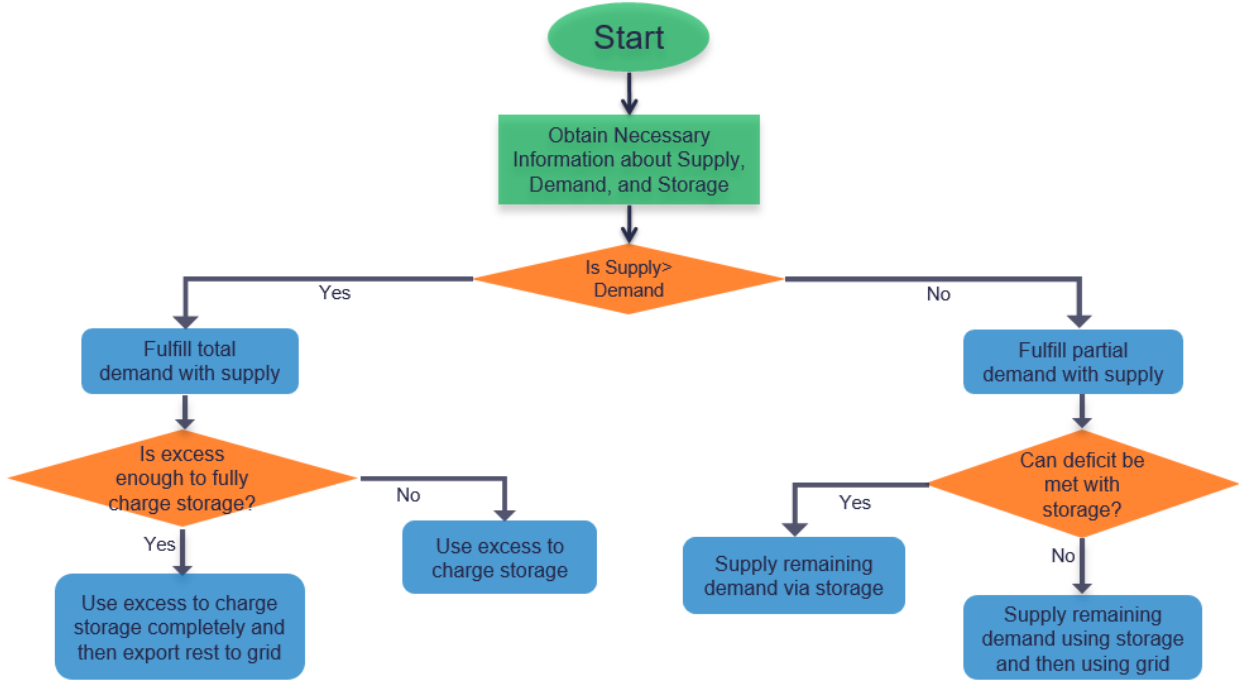 Start
Obtain Necessary
Information about Supply,
Demand, and Storage
Is Supply>
Demand
Yes
No
Fulfill total
demand with supply
Fulfill partial
demand with supply
Is excess
enough to fully
charge storage?
No
Yes
Use excess to
charge storage
Use excess to charge
storage completely and
then export rest to grid
Can deficit be
met with
storage?
Yes
No
Supply remaining
demand via storage
Supply remaining
demand using storage
and then using grid